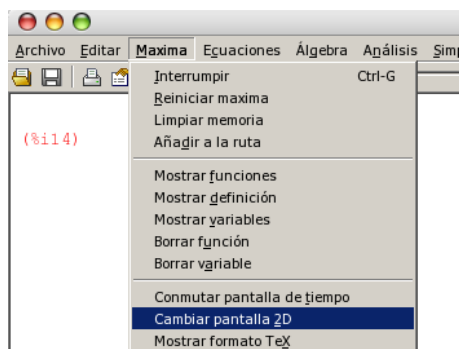 Archivo Editar Maxima Ecuaciones Álgebra Análisis
Interrumpir Ctrl-G
Reiniciar maxima
Limpiar memoria
(%i14)
Añadir a la ruta
Mostrar funciones
Mostrar definición
Mostrar variables
Borrar función
Borrar variable
Conmutar pantalla de tiempo
Cambiar pantalla 2D
Mostrar formato TeX